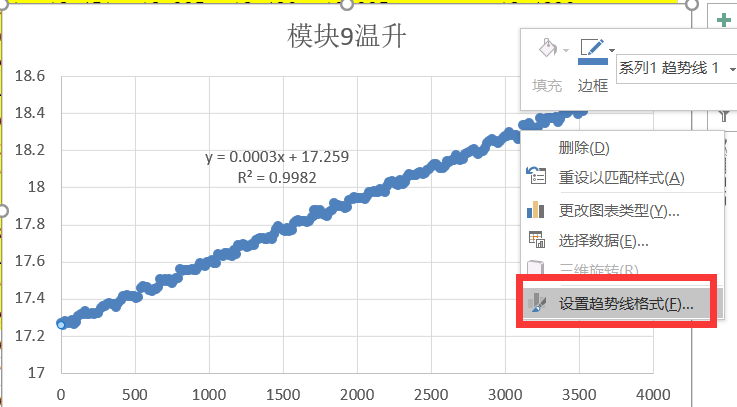 模块9温升
填充
边框
系列1 趋势线 1
18.6
18.4
18.2
18
17.8
17.6
17.4
17.2
17
y = 0.0003x + 17.259
R² = 0.9982
删除(D)
重设以匹配样式(A)
更改图表类型(Y)...
选择数据(E)...
三维旋转(R)
设置趋势线格式(F)...
0
500
1000
1500
2000
2500
3000
3500
4000